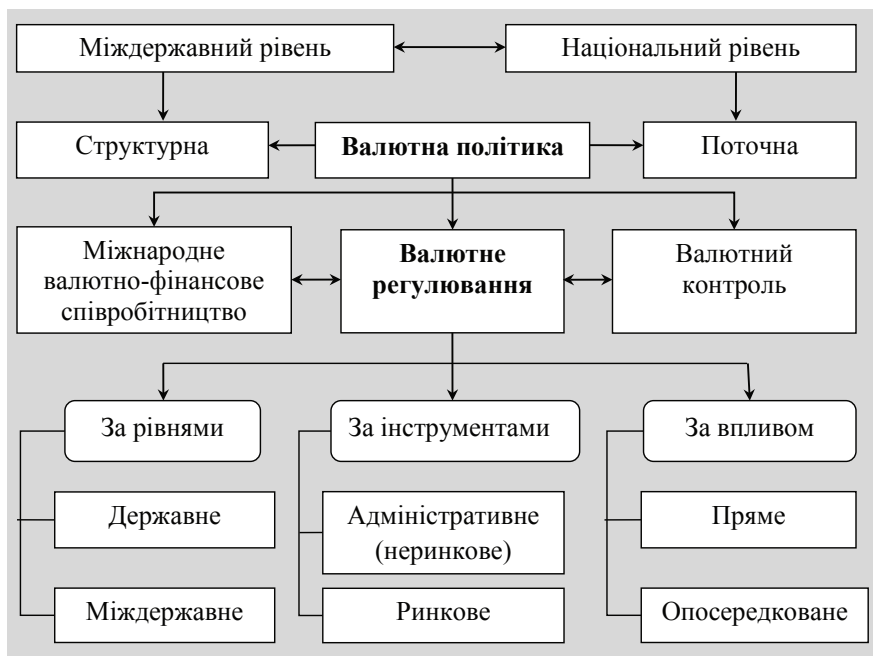 Міждержавний рівень
Національний рівень
Структурна
Валютна політика
Поточна
Міжнародне
валютно-фінансове
співробітництво
Валютне
регулювання
Валютний
контроль
За рівнями
За інструментами
За впливом
Державне
Адміністративне
(неринкове)
Пряме
Міждержавне
Ринкове
Опосередковане